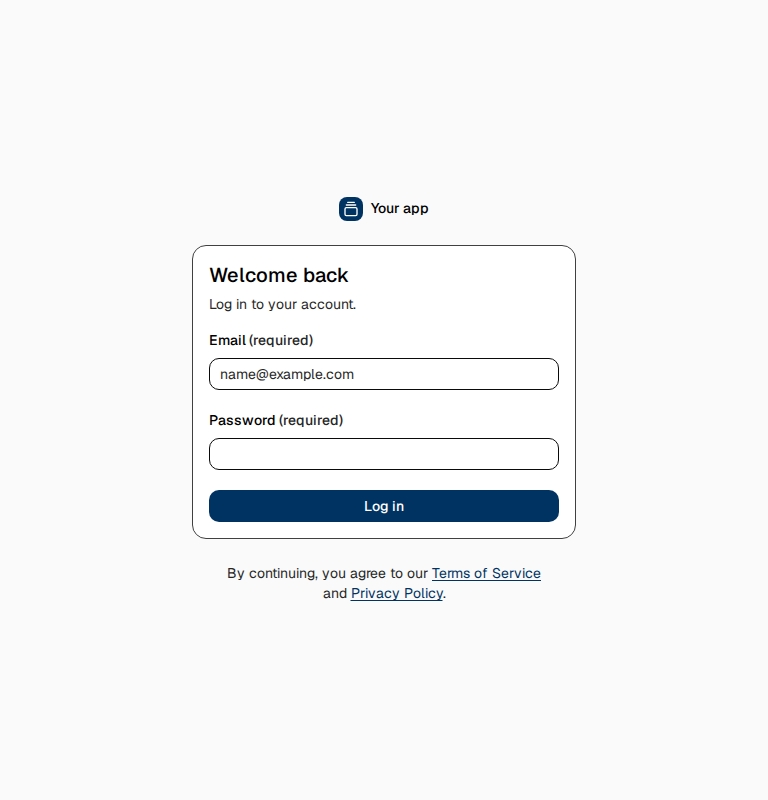 Your app
Welcome back
Log in to your account.
Email (required)
name@example.com
Password (required)
Log in
By continuing, you agree to our Terms of Service
and Privacy Policy.